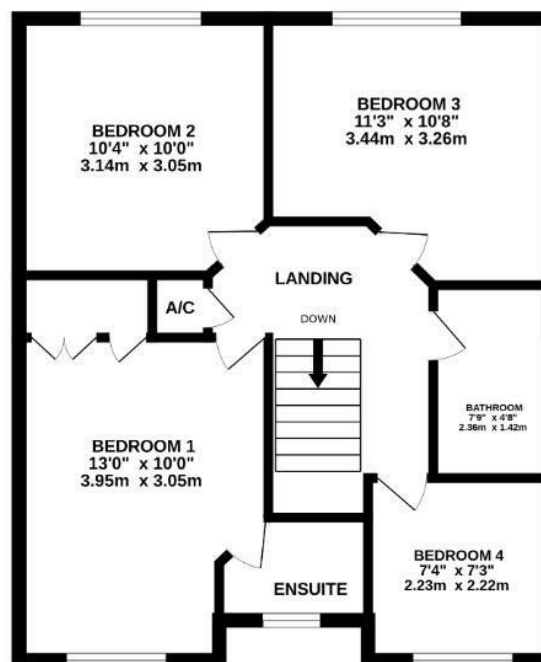 BEDROOM 2
10'4" x 10'0"
3.14m x 3.05m
BEDROOM 3
11'3" x 10'8"
3.44m x 3.26m
LANDING
A/C
DOWN
BATHROOM
7'9" x 4'8"
2.36m x 1.42m
BEDROOM 1
13'0" x 10'0"
3.95m x 3.05m
ENSUITE
BEDROOM 4
7'4" x 7'3"
2.23m x 2.22m